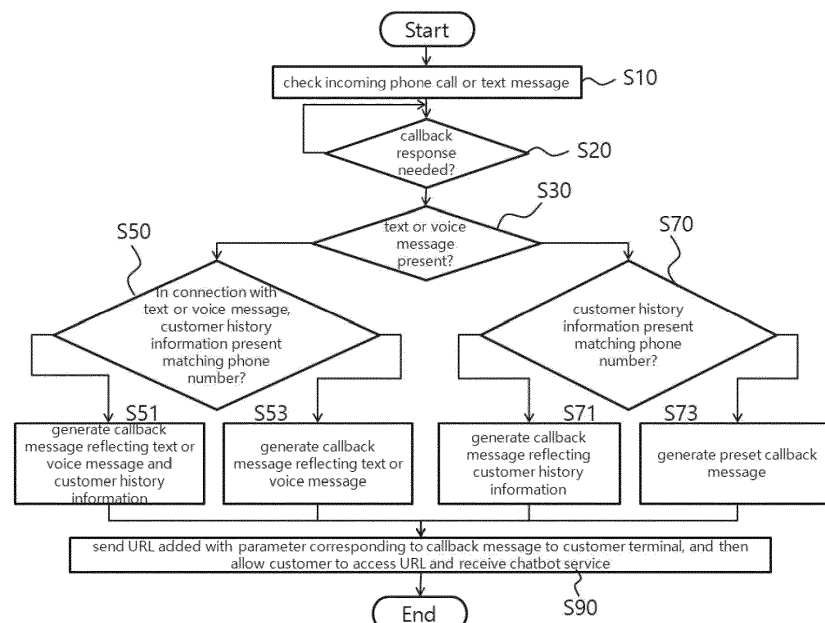 Start
check incoming phone call or text message
S10
callback
response
needed?
S20
S30
text or voice
message
present?
S50
In connection with
text or voice message,
customer history
information present
matching phone
number?
S70
customer history
information present
matching phone
number?
S51
generate callback
message reflecting text or
voice message and
customer history
information
S53
generate callback
message reflecting text or
voice message
S71
generate callback
message reflecting
customer history
information
S73
generate preset callback
message
send URL added with parameter corresponding to callback message to customer terminal, and then
allow customer to access URL and receive chatbot service
S90
End